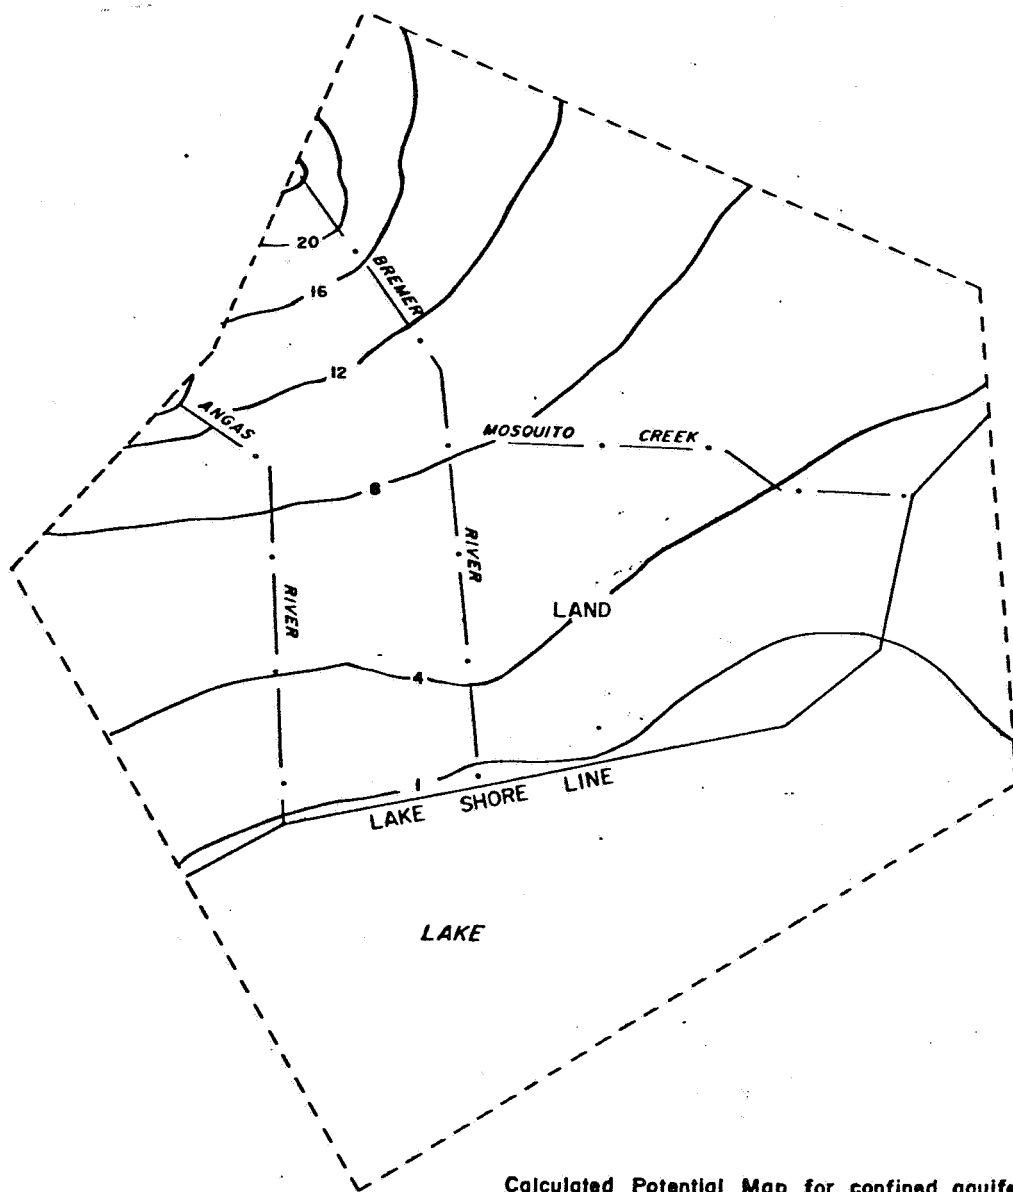 20
BREMER
16
12
ANGAS
MOSQUITO CREEK
8
RIVER
RIVER
LAND
4
1
LAKE SHORE LINE
LAKE
Calculated Potential Map for confined aquife